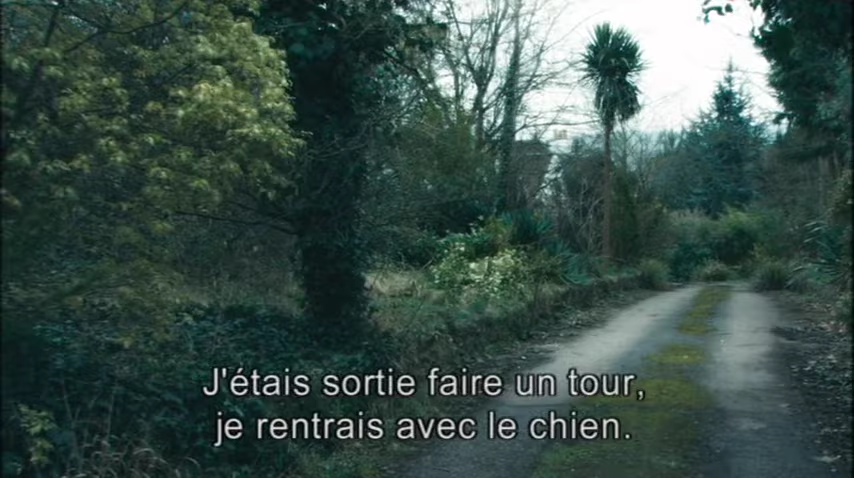 J'étais sortie faire un tour,
je rentrais avec le chien.